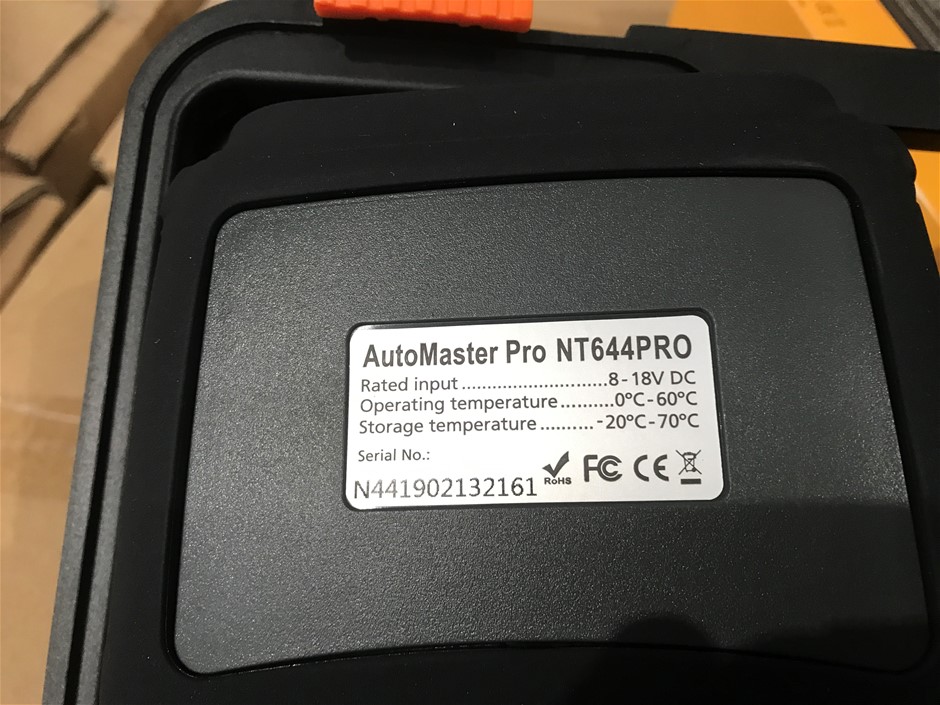 AutoMaster Pro NT644PRO
Rated input...........................8-18V DC
Operating temperature..........0°C-60°C
Storage temperature..........-20°C-70°C
Serial No.:
N441902132161
RoHS FC CE